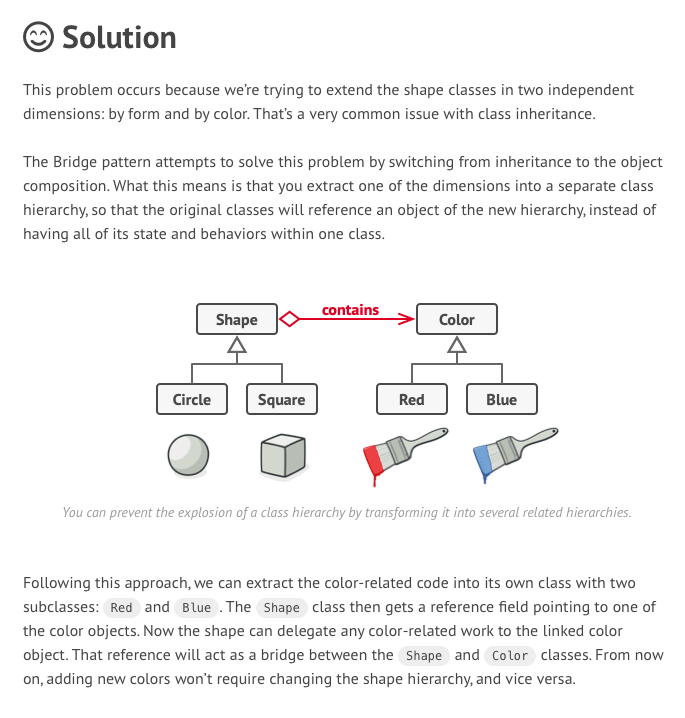 Solution
This problem occurs because we’re trying to extend the shape classes in two independent
dimensions: by form and by color. That’s a very common issue with class inheritance.
The Bridge pattern attempts to solve this problem by switching from inheritance to the object
composition. What this means is that you extract one of the dimensions into a separate class
hierarchy, so that the original classes will reference an object of the new hierarchy, instead of
having all of its state and behaviors within one class.
Shape contains Color
Circle Square Red Blue
You can prevent the explosion of a class hierarchy by transforming it into several related hierarchies.
Following this approach, we can extract the color-related code into its own class with two
subclasses: Red and Blue. The Shape class then gets a reference field pointing to one of
the color objects. Now the shape can delegate any color-related work to the linked color
object. That reference will act as a bridge between the Shape and Color classes. From now
on, adding new colors won’t require changing the shape hierarchy, and vice versa.